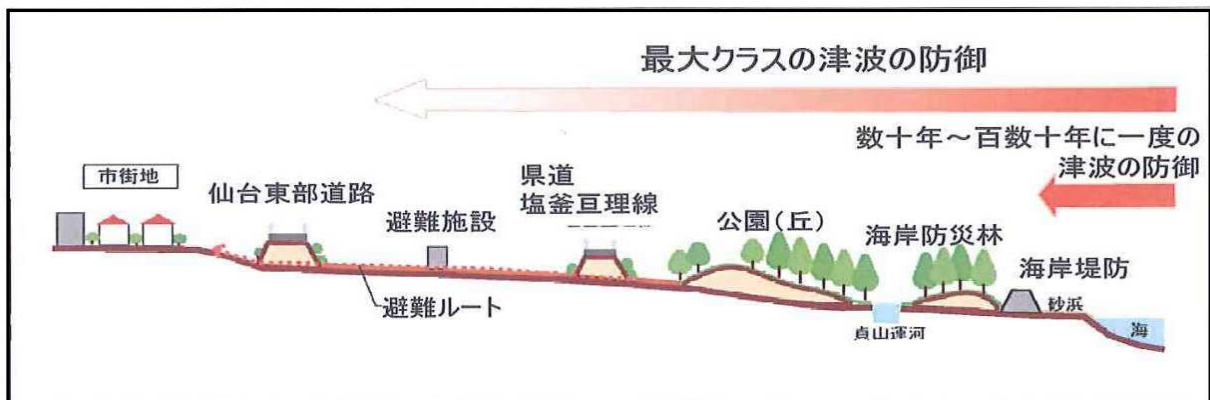 最大クラスの津波の防御
数十年～百数十年に一度の
津波の防御
市街地
仙台東部道路
避難施設
県道
塩釜亘理線
公園(丘)
海岸防災林
海岸堤防
避難ルート
貞山運河
砂浜
海